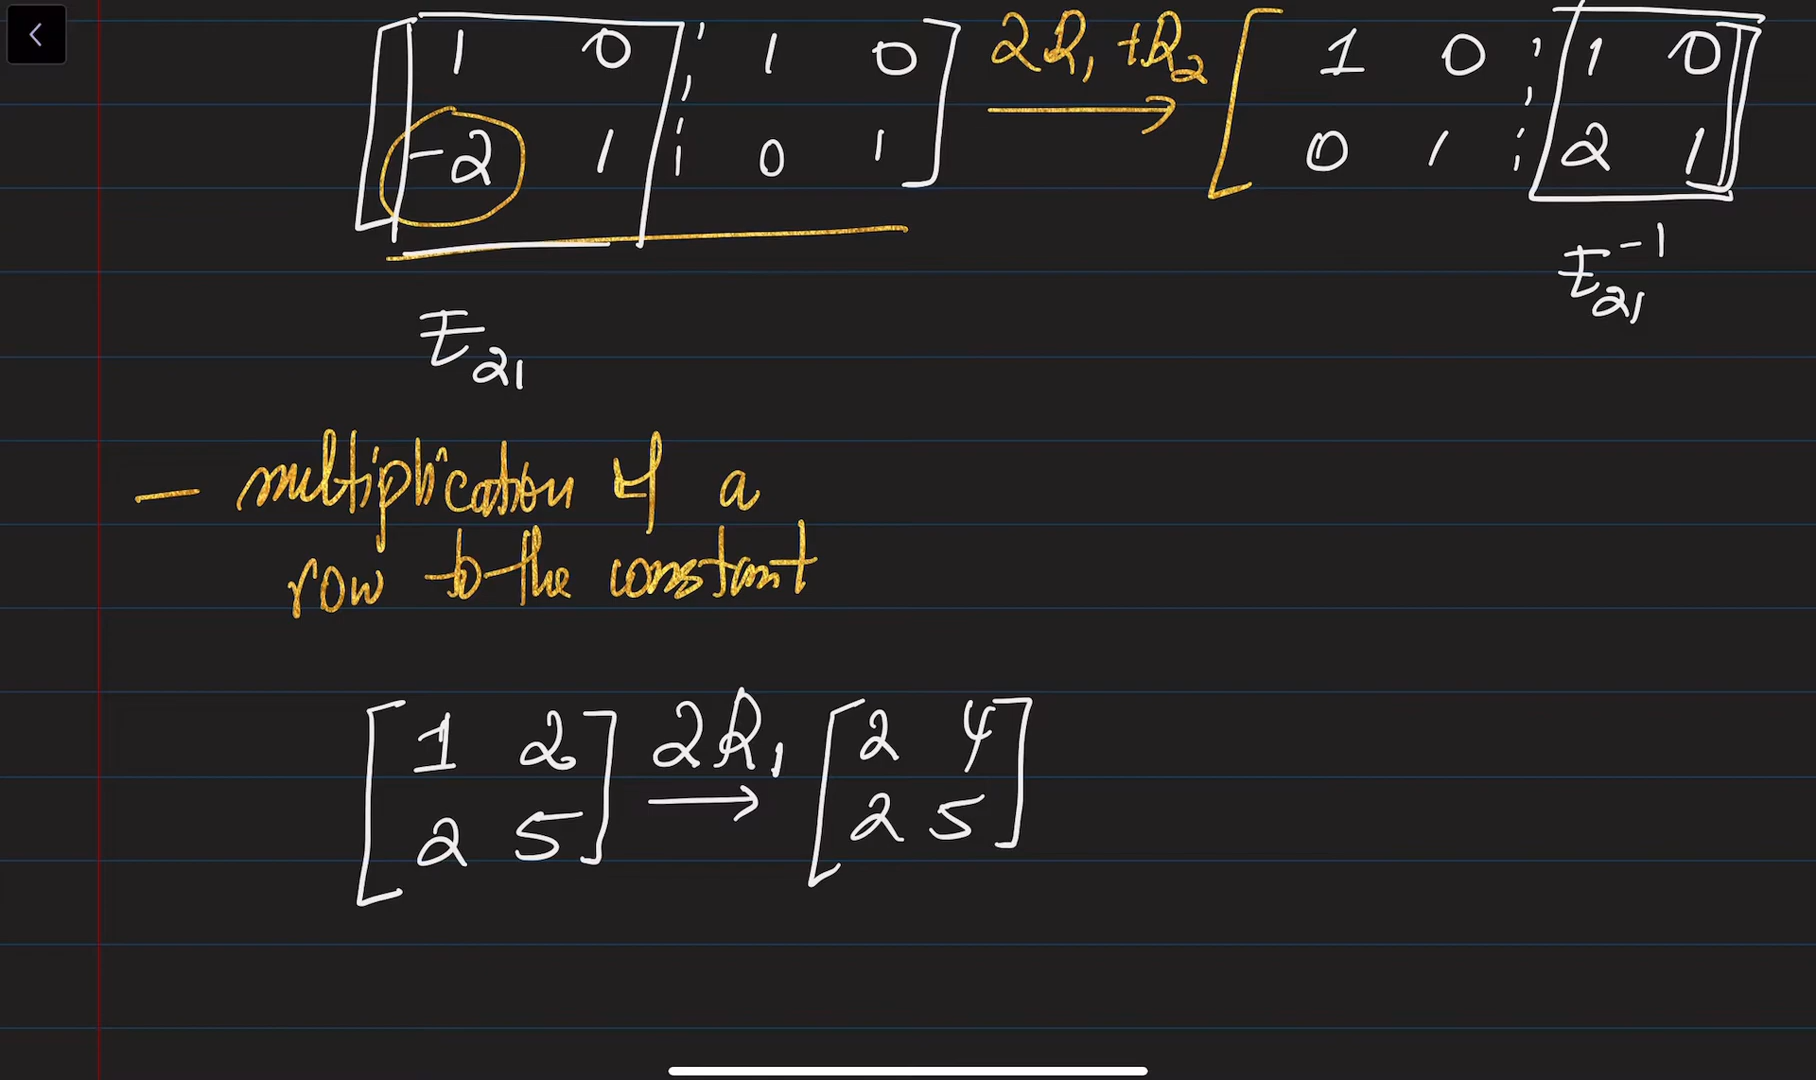 [ 1 0 ¦ 1 0 ] 2R₁+R₂ → [ 1 0 ¦ 1 0 ]
[ -2 1 ¦ 0 1 ] [ 0 1 ¦ 2 1 ]
E₂₁ E₂₁⁻¹
- multiplication of a
row to the constant
[ 1 2 ] 2R₁ → [ 2 4 ]
[ 2 5 ] [ 2 5 ]